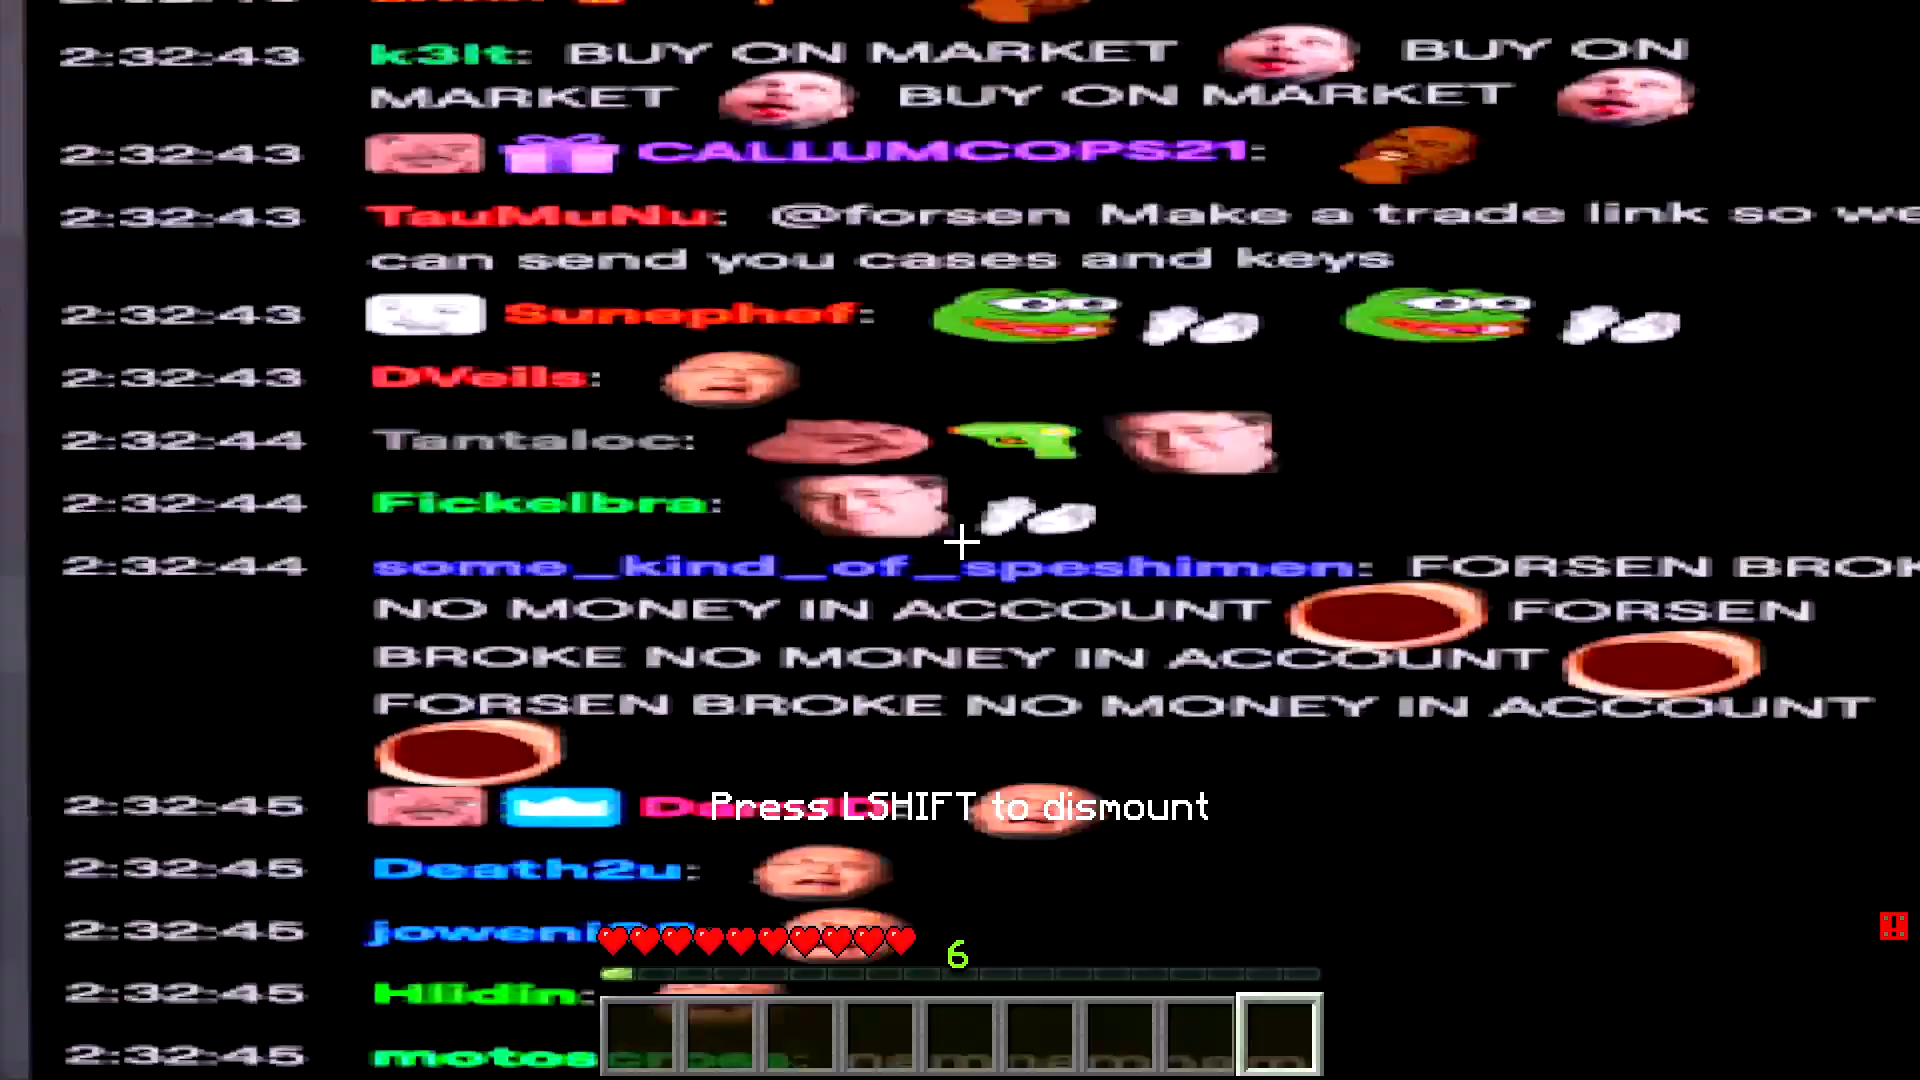 2:32:43 k3lt: BUY ON MARKET BUY ON
MARKET BUY ON MARKET
2:32:43 CALLUMCOPS21:
2:32:43 TauMuNu: @forsen Make a trade link so we
can send you cases and keys
2:32:43 Sunephef:
2:32:43 DVeils:
2:32:44 Tantaloc:
2:32:44 Fickelbra:
2:32:44 some_kind_of_speshimen: FORSEN BROK
NO MONEY IN ACCOUNT FORSEN
BROKE NO MONEY IN ACCOUNT
FORSEN BROKE NO MONEY IN ACCOUNT
2:32:45
Press LSHIFT to dismount
2:32:45 Death2u:
2:32:45
6
2:32:45 Hlidin:
2:32:45 motoscross: